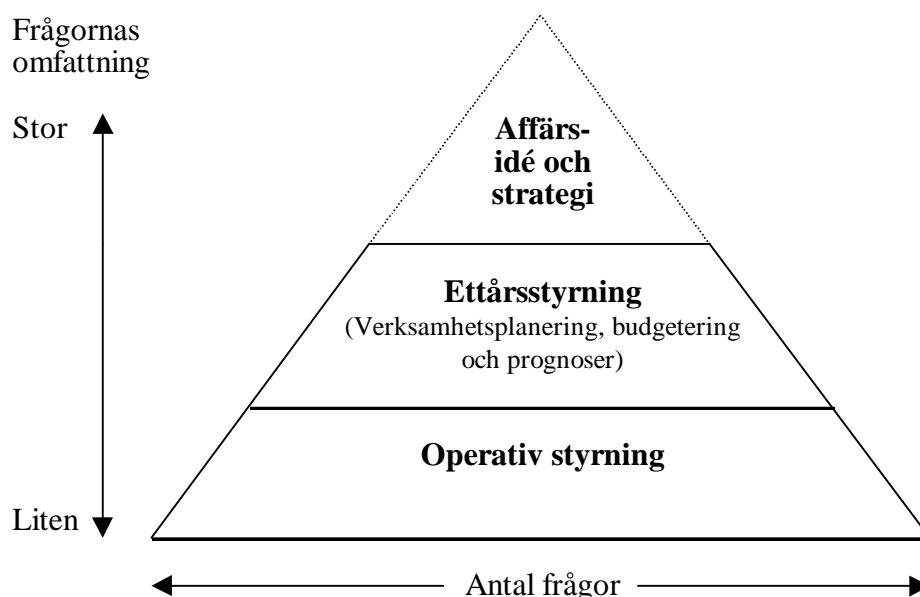 Frågornas
omfattning
Stor
Affärs-
idé och
strategi
Ettårsstyrning
(Verksamhetsplanering, budgetering
och prognoser)
Operativ styrning
Liten
Antal frågor